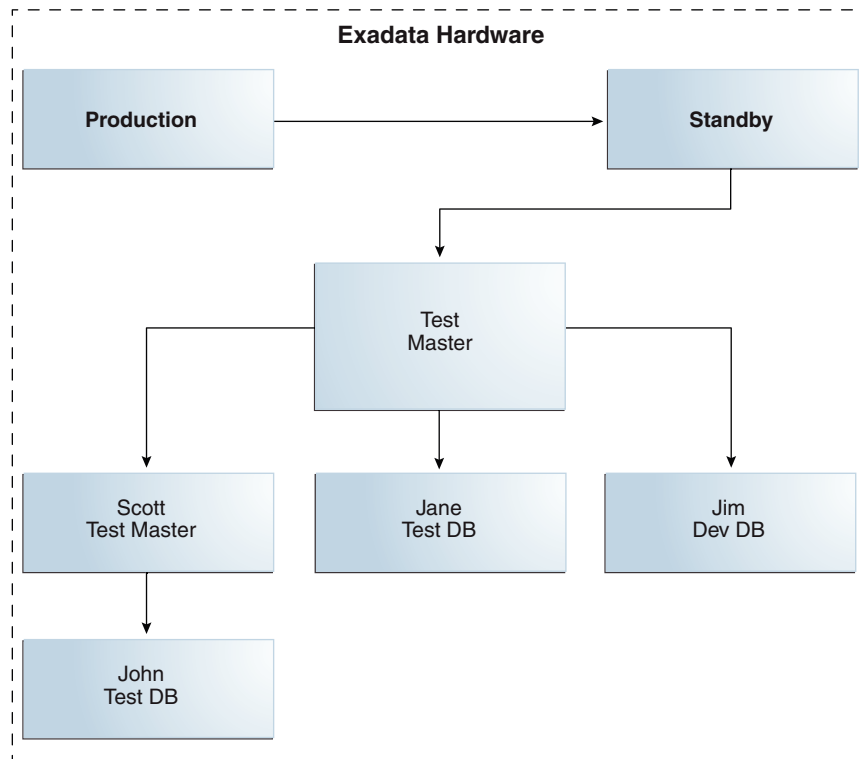 Exadata Hardware
Production
Standby
Test
Master
Scott
Test Master
Jane
Test DB
Jim
Dev DB
John
Test DB